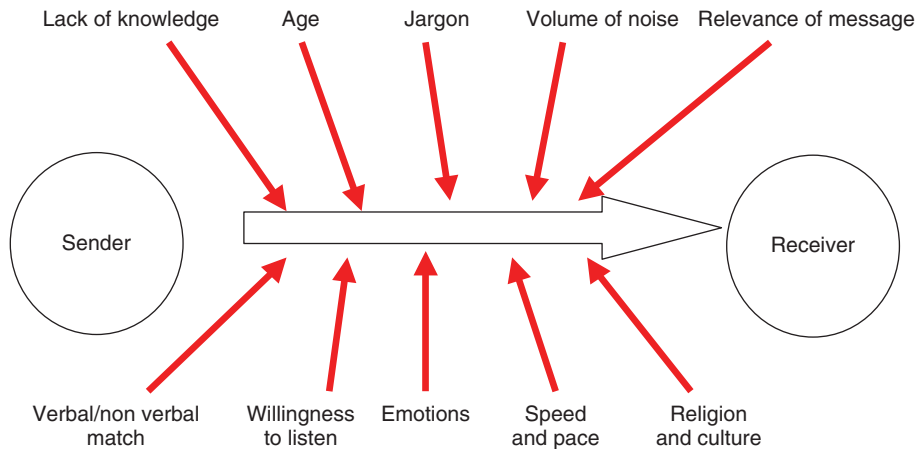 Lack of knowledge
Age
Jargon
Volume of noise
Relevance of message
Sender
Receiver
Verbal/non verbal
match
Willingness
to listen
Emotions
Speed
and pace
Religion
and culture